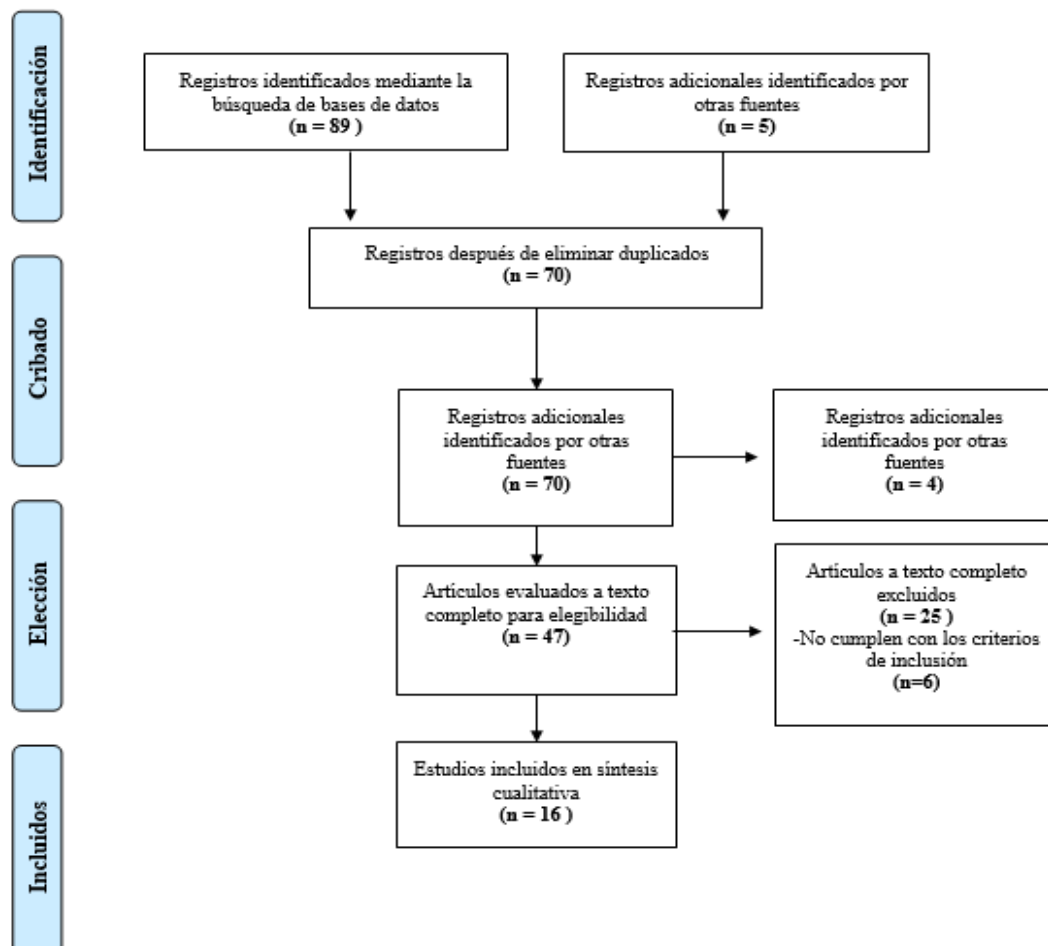 Identificación
Registros identificados mediante la
búsqueda de bases de datos
(n = 89 )
Registros adicionales identificados por
otras fuentes
(n = 5)
Registros después de eliminar duplicados
(n = 70)
Cribado
Registros adicionales
identificados por otras
fuentes
(n = 70)
Registros adicionales
identificados por otras
fuentes
(n = 4)
Elección
Artículos evaluados a texto
completo para elegibilidad
(n = 47)
Artículos a texto completo
excluidos
(n = 25 )
-No cumplen con los criterios
de inclusión
(n=6)
Incluidos
Estudios incluidos en síntesis
cualitativa
(n = 16 )